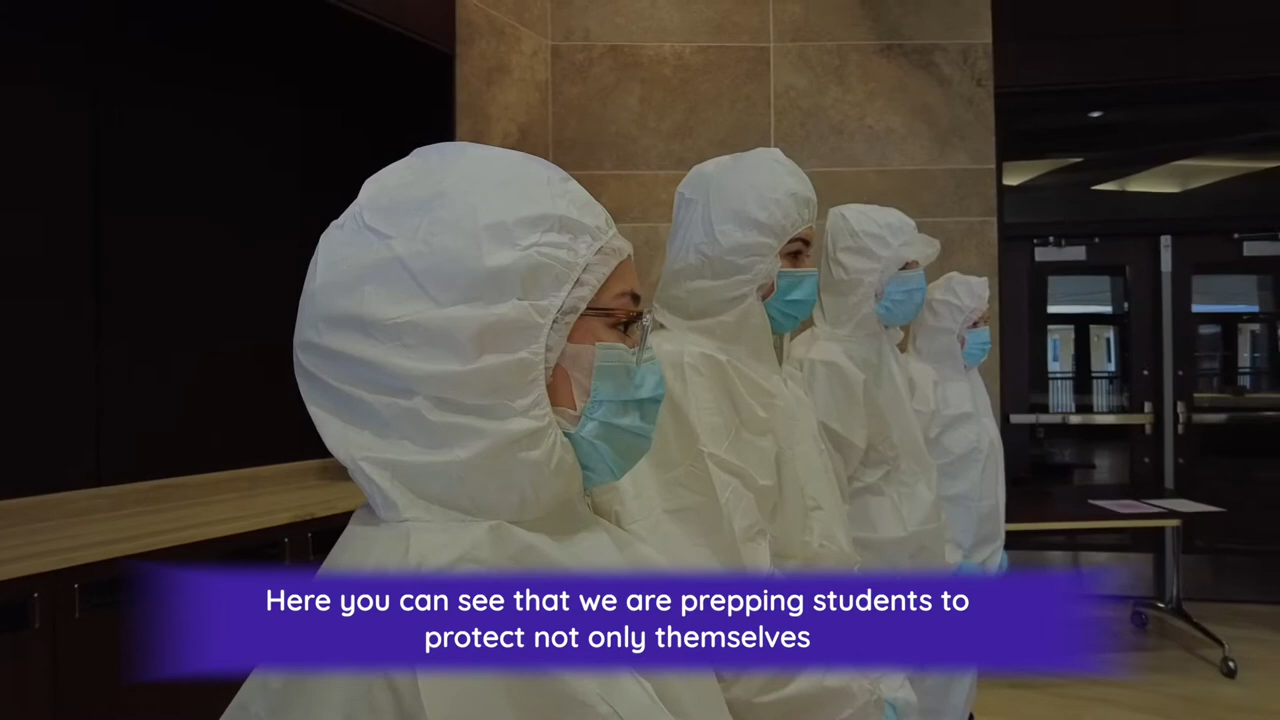 Here you can see that we are prepping students to
protect not only themselves